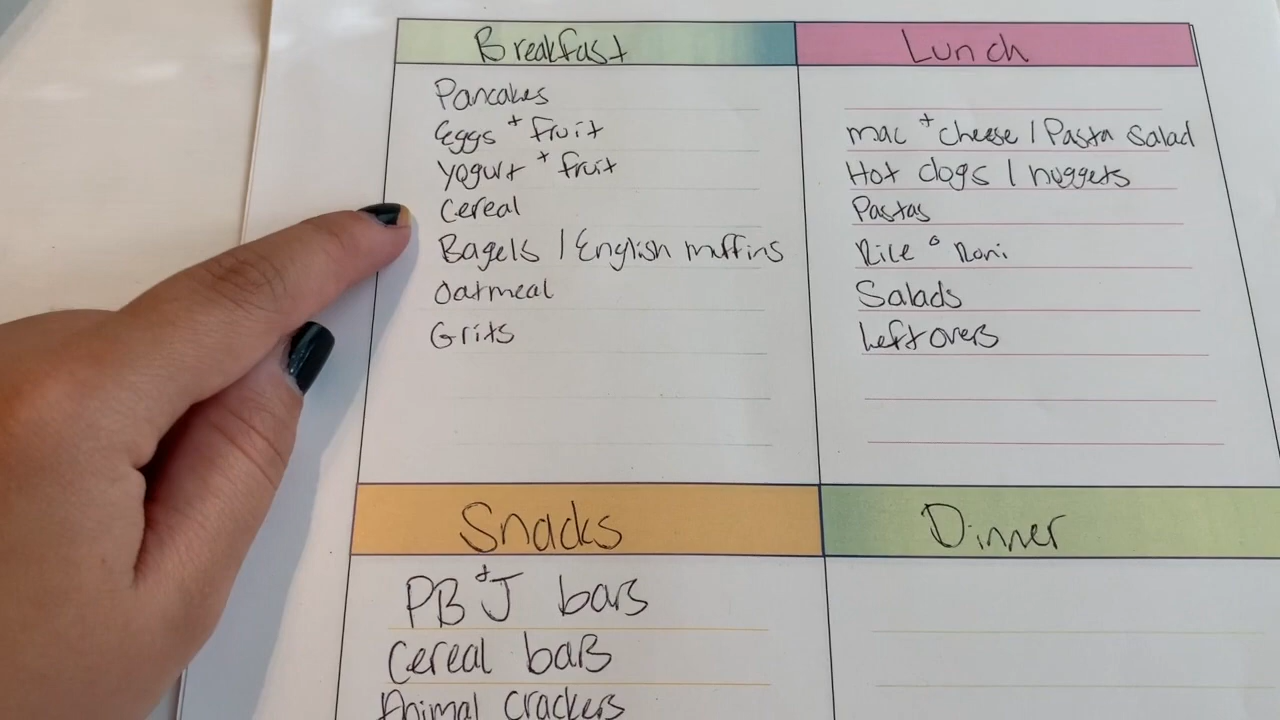 Breakfast
Pancakes
Eggs + fruit
Yogurt + fruit
Cereal
Bagels / English muffins
Oatmeal
Grits
Lunch
mac + cheese / Pasta Salad
Hot dogs / nuggets
Pastas
Rice ° Roni
Salads
Leftovers
Snacks
PB + J bars
Cereal bars
Animal crackers
Dinner